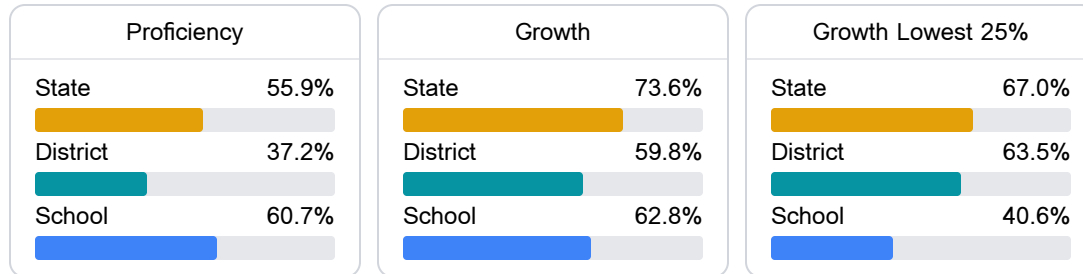 Proficiency
State 55.9%
District 37.2%
School 60.7%
Growth
State 73.6%
District 59.8%
School 62.8%
Growth Lowest 25%
State 67.0%
District 63.5%
School 40.6%